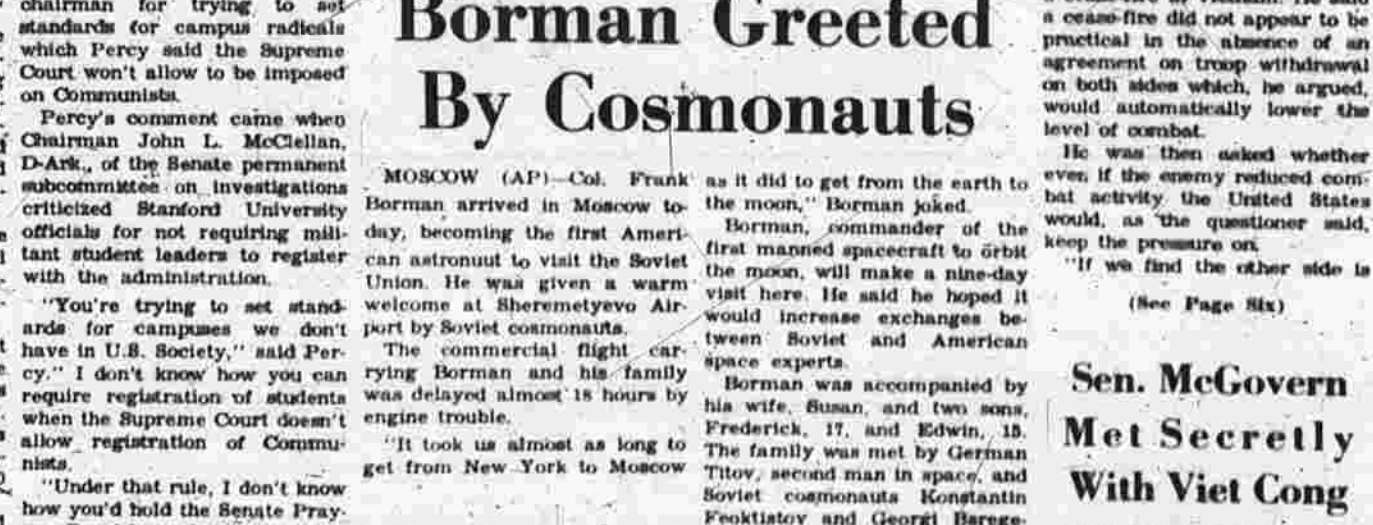 chairman for trying to set
standards for campus radicals
which Percy said the Supreme
Court won't allow to be imposed
on Communists.
Percy's comment came when
Chairman John L. McClellan,
D-Ark., of the Senate permanent
subcommittee on investigations
criticized Stanford University
officials for not requiring mili-
tant student leaders to register
with the administration.
"You're trying to set stand-
ards for campuses we don't
have in U.S. Society," said Per-
cy." I don't know how you can
require registration of students
when the Supreme Court doesn't
allow registration of Commu-
nists.
"Under that rule, I don't know
how you'd hold the Senate Pray-
Borman Greeted
By Cosmonauts
MOSCOW (AP)—Col. Frank
Borman arrived in Moscow to-
day, becoming the first Ameri-
can astronuut to visit the Soviet
Union. He was given a warm
welcome at Sheremetyevo Air-
port by Soviet cosmonauts.
The commercial flight car-
rying Borman and his family
was delayed almost 18 hours by
engine trouble.
"It took us almost as long to
get from New York to Moscow
as it did to get from the earth to
the moon," Borman joked.
Borman, commander of the
first manned spacecraft to orbit
the moon, will make a nine-day
visit here. He said he hoped it
would increase exchanges be-
tween Soviet and American
space experts.
Borman was accompanied by
his wife, Susan, and two sons,
Frederick, 17, and Edwin, 15.
The family was met by German
Titov, second man in space, and
Soviet cosmonauts Konstantin
Feoktistov and Georgi Berege-
a cease-fire did not appear to be
practical in the absence of an
agreement on troop withdrawal
on both sides which, he argued,
would automatically lower the
level of combat.
He was then asked whether
even if the enemy reduced com-
bat activity the United States
would, as the questioner said,
keep the pressure on.
"If we find the other side is
(See Page Six)
Sen. McGovern
Met Secretly
With Viet Cong